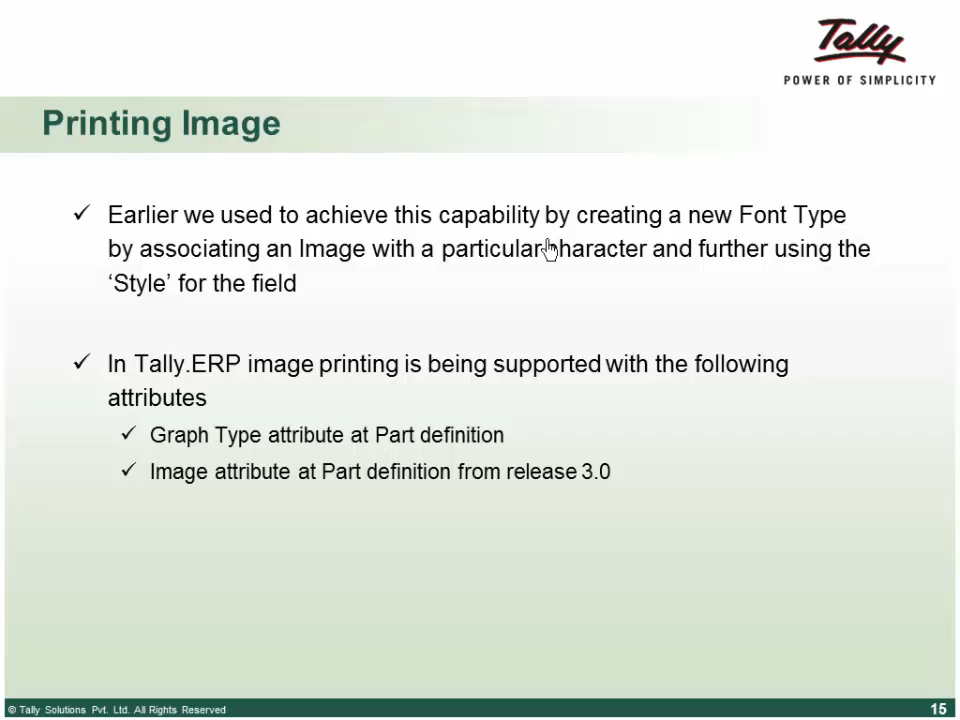 Tally
POWER OF SIMPLICITY
Printing Image
Earlier we used to achieve this capability by creating a new Font Type
by associating an Image with a particular character and further using the
‘Style’ for the field
In Tally.ERP image printing is being supported with the following
attributes
Graph Type attribute at Part definition
Image attribute at Part definition from release 3.0
© Tally Solutions Pvt. Ltd. All Rights Reserved
15